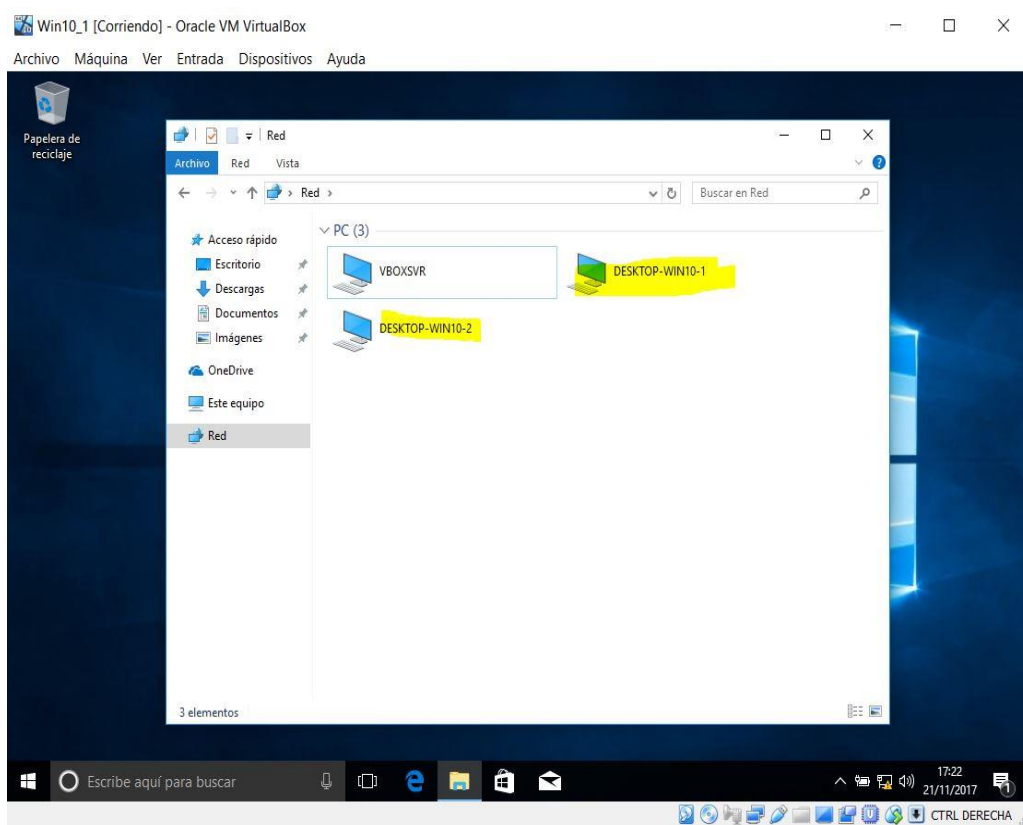 Win10_1 [Corriendo] - Oracle VM VirtualBox
Archivo Máquina Ver Entrada Dispositivos Ayuda
Papelera de
reciclaje
Red
Archivo Red Vista
Red
Buscar en Red
Acceso rápido
Escritorio
Descargas
Documentos
Imágenes
OneDrive
Este equipo
Red
PC (3)
VBOXSVR
DESKTOP-WIN10-1
DESKTOP-WIN10-2
3 elementos
Escribe aquí para buscar
17:22
21/11/2017
1
CTRL DERECHA